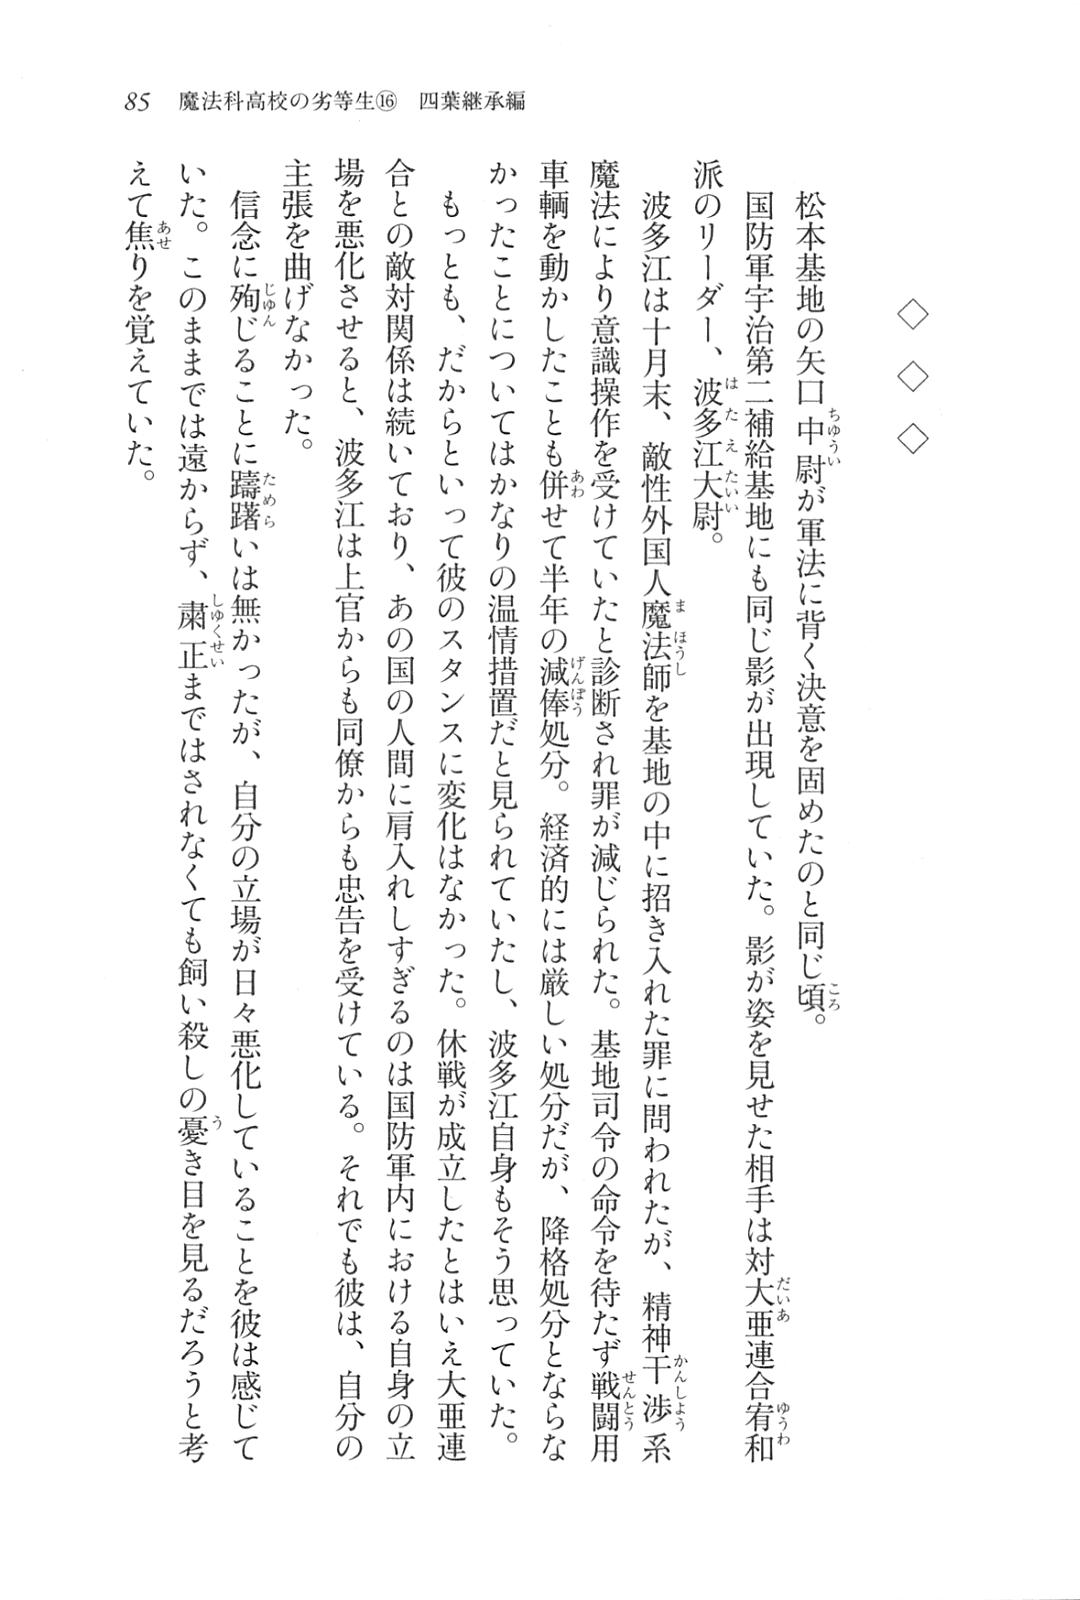 85 魔法科高校の劣等生⑯ 四葉継承編
◇ ◇ ◇
松本基地の矢口中尉が軍法に背く決意を固めたのと同じ頃。
国防軍宇治第二補給基地にも同じ影が出現していた。影が姿を見せた相手は対大亜連合宥和
派のリーダー、波多江大尉。
波多江は十月末、敵性外国人魔法師を基地の中に招き入れた罪に問われたが、精神干渉系
魔法により意識操作を受けていたと診断され罪が減じられた。基地司令の命令を待たず戦闘用
車輌を動かしたことも併せて半年の減俸処分。経済的には厳しい処分だが、降格処分とならな
かったことについてはかなりの温情措置だと見られていたし、波多江自身もそう思っていた。
もっとも、だからといって彼のスタンスに変化はなかった。休戦が成立したとはいえ大亜連
合との敵対関係は続いており、あの国の人間に肩入れしすぎるのは国防軍内における自身の立
場を悪化させると、波多江は上官からも同僚からも忠告を受けている。それでも彼は、自分の
主張を曲げなかった。
信念に殉じることに躊躇いは無かったが、自分の立場が日々悪化していることを彼は感じて
いた。このままでは遠からず、粛正まではされなくても飼い殺しの憂き目を見るだろうと考
えて焦りを覚えていた。